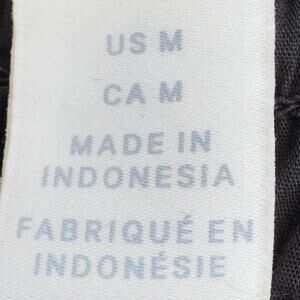 US M
CA M
MADE IN
INDONESIA
FABRIQUÉ EN
INDONÉSIE